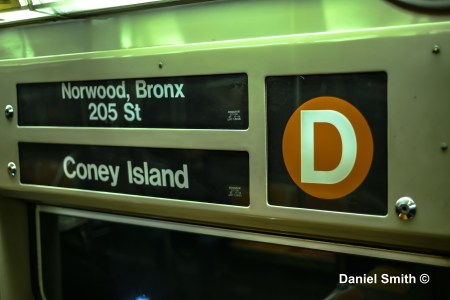 Norwood, Bronx
205 St
Coney Island
D
Daniel Smith ©